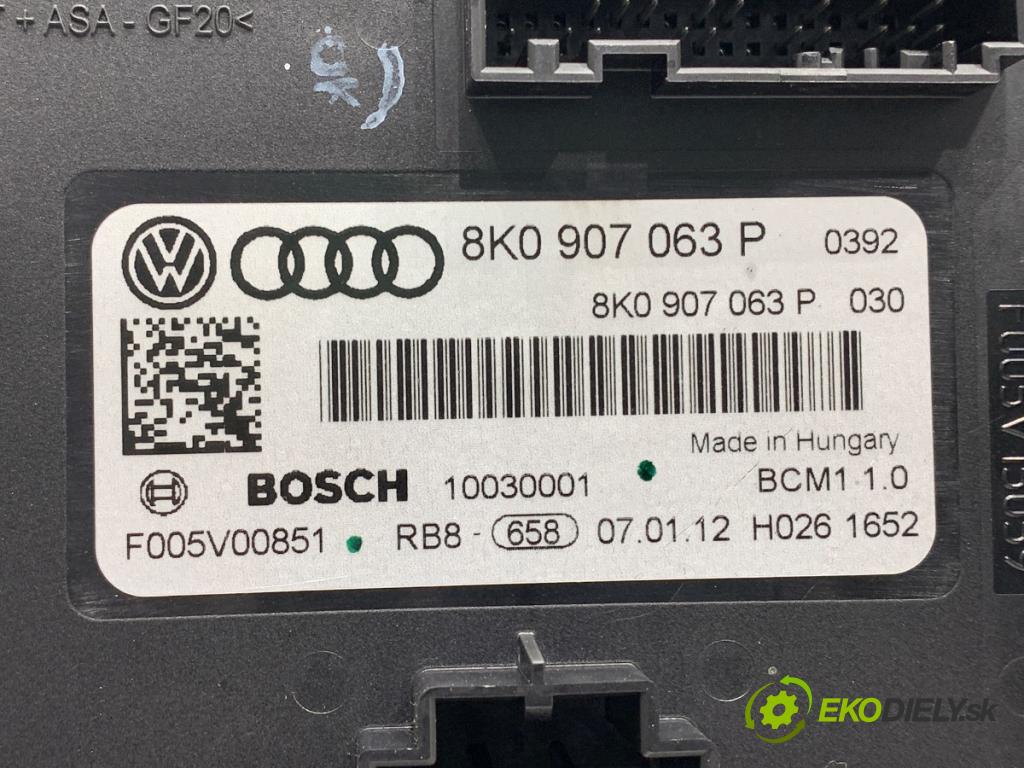 + ASA - GF20<
8K0 907 063 P 0392
8K0 907 063 P 030
Made in Hungary
BOSCH 10030001 BCM1 1.0
F005V00851 RB8 - 658 07.01.12 H026 1652
EKODIELY.sk